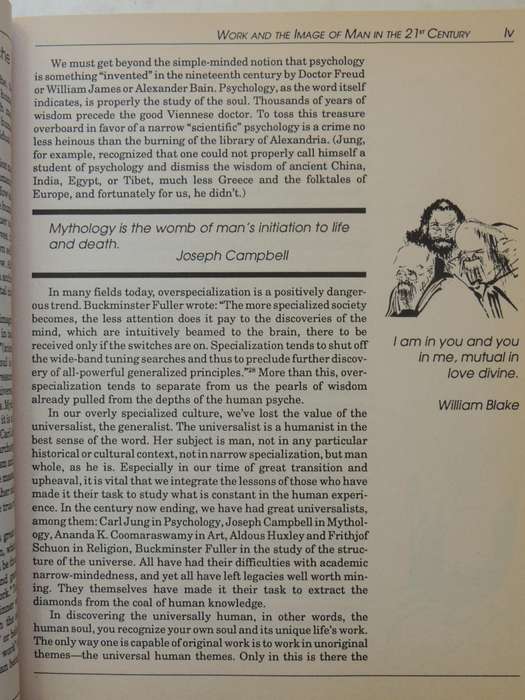 WORK AND THE IMAGE OF MAN IN THE 21ST CENTURY lv
We must get beyond the simple-minded notion that psychology
is something "invented" in the nineteenth century by Doctor Freud
or William James or Alexander Bain. Psychology, as the word itself
indicates, is properly the study of the soul. Thousands of years of
wisdom precede the good Viennese doctor. To toss this treasure
overboard in favor of a narrow "scientific" psychology is a crime no
less heinous than the burning of the library of Alexandria. (Jung,
for example, recognized that one could not properly call himself a
student of psychology and dismiss the wisdom of ancient China,
India, Egypt, or Tibet, much less Greece and the folktales of
Europe, and fortunately for us, he didn't.)
Mythology is the womb of man's initiation to life
and death.
Joseph Campbell
In many fields today, overspecialization is a positively danger-
ous trend. Buckminster Fuller wrote: "The more specialized society
becomes, the less attention does it pay to the discoveries of the
mind, which are intuitively beamed to the brain, there to be
received only if the switches are on. Specialization tends to shut off
the wide-band tuning searches and thus to preclude further discov-
ery of all-powerful generalized principles."²⁸ More than this, over-
specialization tends to separate from us the pearls of wisdom
already pulled from the depths of the human psyche.
In our overly specialized culture, we've lost the value of the
universalist, the generalist. The universalist is a humanist in the
best sense of the word. Her subject is man, not in any particular
historical or cultural context, not in narrow specialization, but man
whole, as he is. Especially in our time of great transition and
upheaval, it is vital that we integrate the lessons of those who have
made it their task to study what is constant in the human experi-
ence. In the century now ending, we have had great universalists,
among them: Carl Jung in Psychology, Joseph Campbell in Mythol-
ogy, Ananda K. Coomaraswamy in Art, Aldous Huxley and Frithjof
Schuon in Religion, Buckminster Fuller in the study of the struc-
ture of the universe. All have had their difficulties with academic
narrow-mindedness, and yet all have left legacies well worth min-
ing. They themselves have made it their task to extract the
diamonds from the coal of human knowledge.
In discovering the universally human, in other words, the
human soul, you recognize your own soul and its unique life's work.
The only way one is capable of original work is to work in unoriginal
themes—the universal human themes. Only in this is there the
I am in you and you
in me, mutual in
love divine.
William Blake